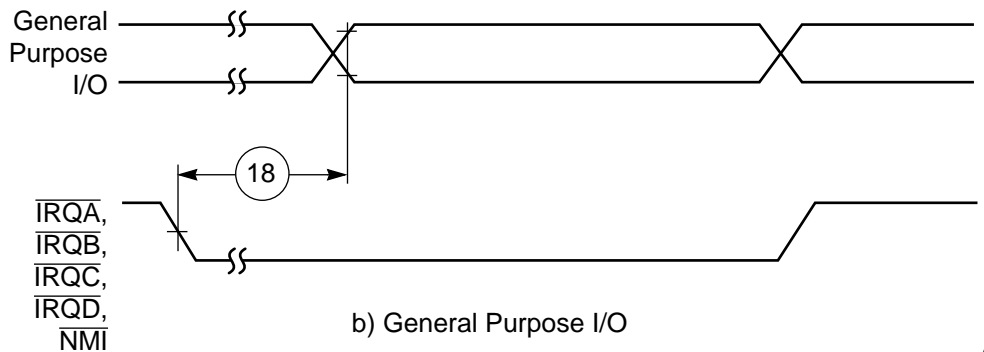 General
Purpose
I/O
18
IRQA,
IRQB,
IRQC,
IRQD,
NMI
b) General Purpose I/O